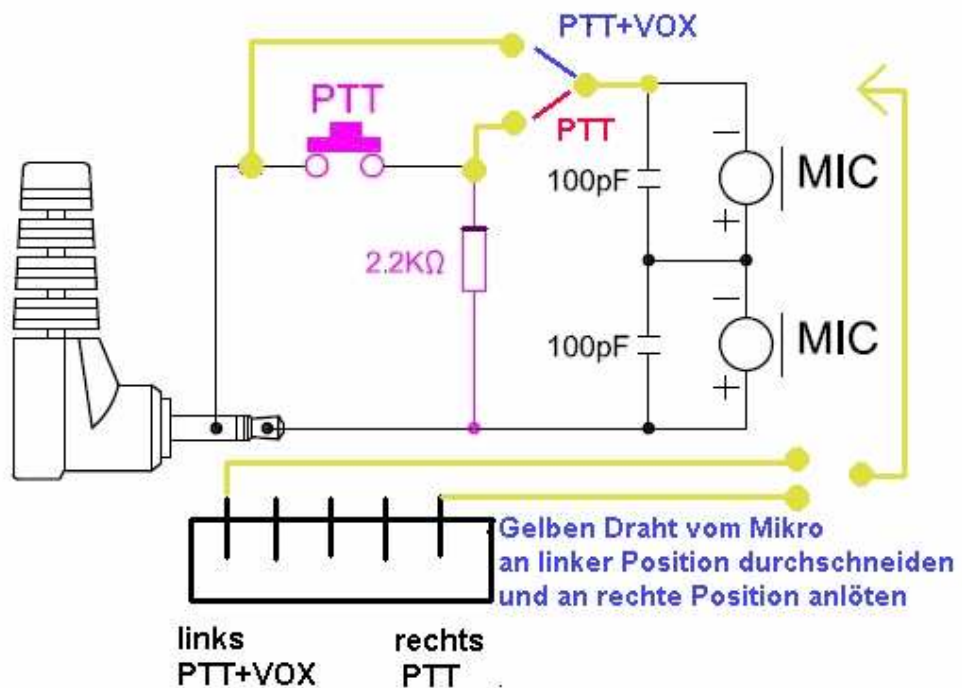 PTT+VOX
PTT
PTT
100pF
MIC
2.2KΩ
100pF
MIC
Gelben Draht vom Mikro
an linker Position durchschneiden
und an rechte Position anlöten
links
PTT+VOX
rechts
PTT